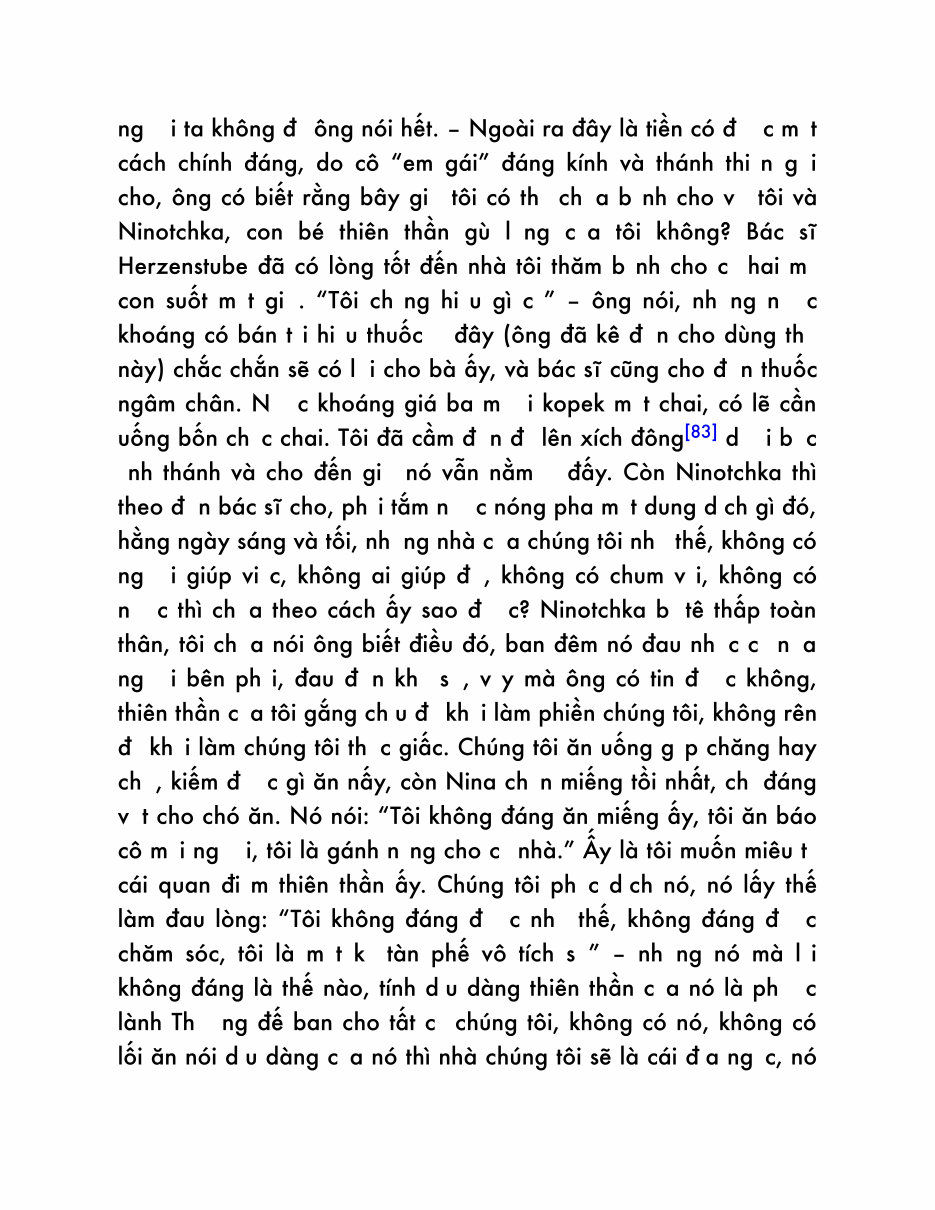 ng i ta không đ ông nói hết. – Ngoài ra đây là tiền có đ c m t
cách chính đáng, do cô “em gái” đáng kính và thánh thi n g i
cho, ông có biết rằng bây gi tôi có th ch a b nh cho v tôi và
Ninotchka, con bé thiên thần gù l ng c a tôi không? Bác sĩ
Herzenstube đã có lòng tốt đến nhà tôi thăm b nh cho c hai m
con suốt m t gi . “Tôi ch ng hi u gì c ” – ông nói, nh ng n c
khoáng có bán t i hi u thuốc đây (ông đã kê đ n cho dùng th
này) chắc chắn sẽ có l i cho bà ấy, và bác sĩ cũng cho đ n thuốc
ngâm chân. N c khoáng giá ba m i kopek m t chai, có lẽ cần
uống bốn ch c chai. Tôi đã cầm đ n đ lên xích đông[83] d i b c
nh thánh và cho đến gi nó vẫn nằm đấy. Còn Ninotchka thì
theo đ n bác sĩ cho, ph i tắm n c nóng pha m t dung d ch gì đó,
hằng ngày sáng và tối, nh ng nhà c a chúng tôi nh thế, không có
ng i giúp vi c, không ai giúp đ , không có chum v i, không có
n c thì ch a theo cách ấy sao đ c? Ninotchka b tê thấp toàn
thân, tôi ch a nói ông biết điều đó, ban đêm nó đau nh c c n a
ng i bên ph i, đau đ n kh s , v y mà ông có tin đ c không,
thiên thần c a tôi gắng ch u đ kh i làm phiền chúng tôi, không rên
đ kh i làm chúng tôi th c giấc. Chúng tôi ăn uống g p chăng hay
ch , kiếm đ c gì ăn nấy, còn Nina ch n miếng tồi nhất, ch đáng
v t cho chó ăn. Nó nói: “Tôi không đáng ăn miếng ấy, tôi ăn báo
cô m i ng i, tôi là gánh n ng cho c nhà.” Ấy là tôi muốn miêu t
cái quan đi m thiên thần ấy. Chúng tôi ph c d ch nó, nó lấy thế
làm đau lòng: “Tôi không đáng đ c nh thế, không đáng đ c
chăm sóc, tôi là m t k tàn phế vô tích s ” – nh ng nó mà l i
không đáng là thế nào, tính d u dàng thiên thần c a nó là ph c
lành Th ng đế ban cho tất c chúng tôi, không có nó, không có
lối ăn nói d u dàng c a nó thì nhà chúng tôi sẽ là cái đ a ng c, nó